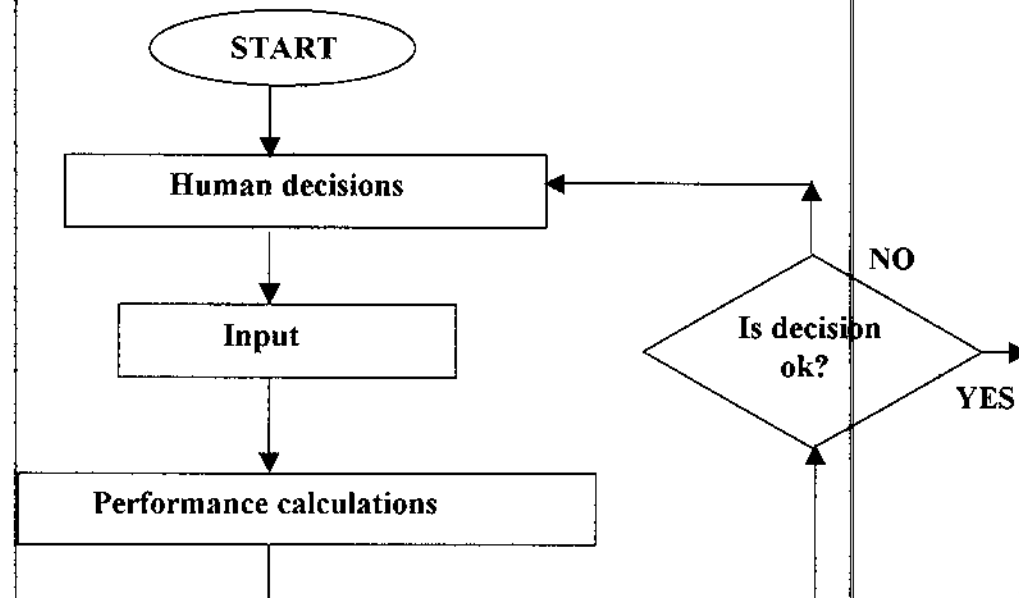 START
Human decisions
NO
Input
Is decision
ok?
YES
Performance calculations